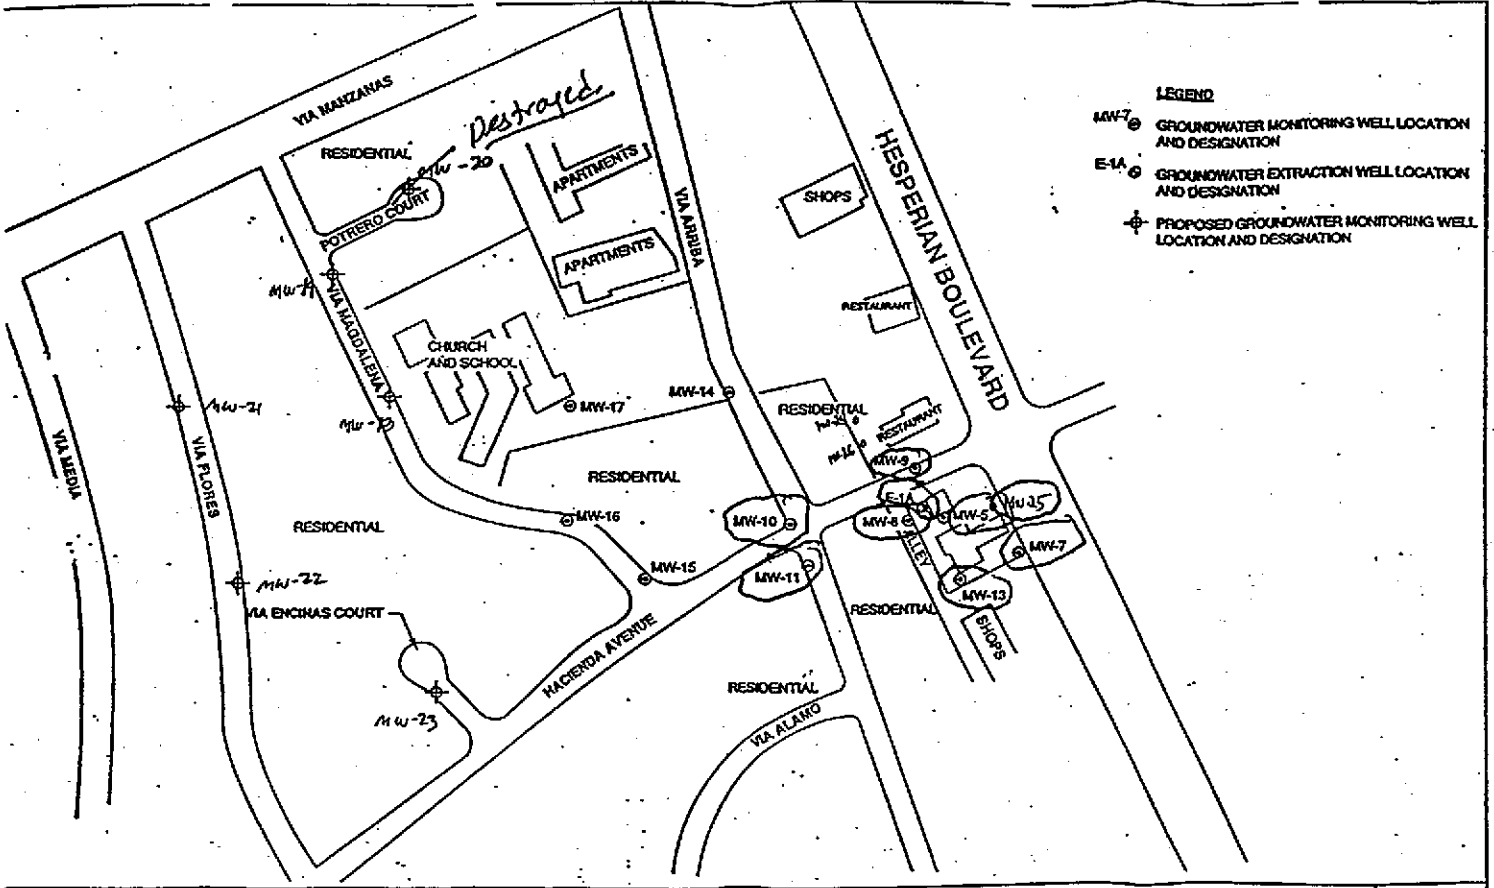 VIA MANZANAS
Destroyed
RESIDENTIAL
MW-20
APARTMENTS
POTRERO COURT
VIA ARRIBA
SHOPS
HESPERIAN BOULEVARD
LEGEND
MW-7
GROUNDWATER MONITORING WELL LOCATION
AND DESIGNATION
E-1A
GROUNDWATER EXTRACTION WELL LOCATION
AND DESIGNATION
PROPOSED GROUNDWATER MONITORING WELL
LOCATION AND DESIGNATION
APARTMENTS
MW-19
VIA MAGDALENA
RESTAURANT
CHURCH
AND SCHOOL
MW-17
MW-14
RESIDENTIAL
RESTAURANT
MW-21
VIA MEDIA
VIA FLORES
RESIDENTIAL
MW-9
E-1A
MW-25
RESIDENTIAL
MW-16
MW-10
MW-8
MW-5
ALLEY
MW-7
MW-15
MW-11
MW-13
MW-22
VIA ENCINAS COURT
RESIDENTIAL
SHOPS
HACIENDA AVENUE
RESIDENTIAL
MW-23
VIA ALAMO